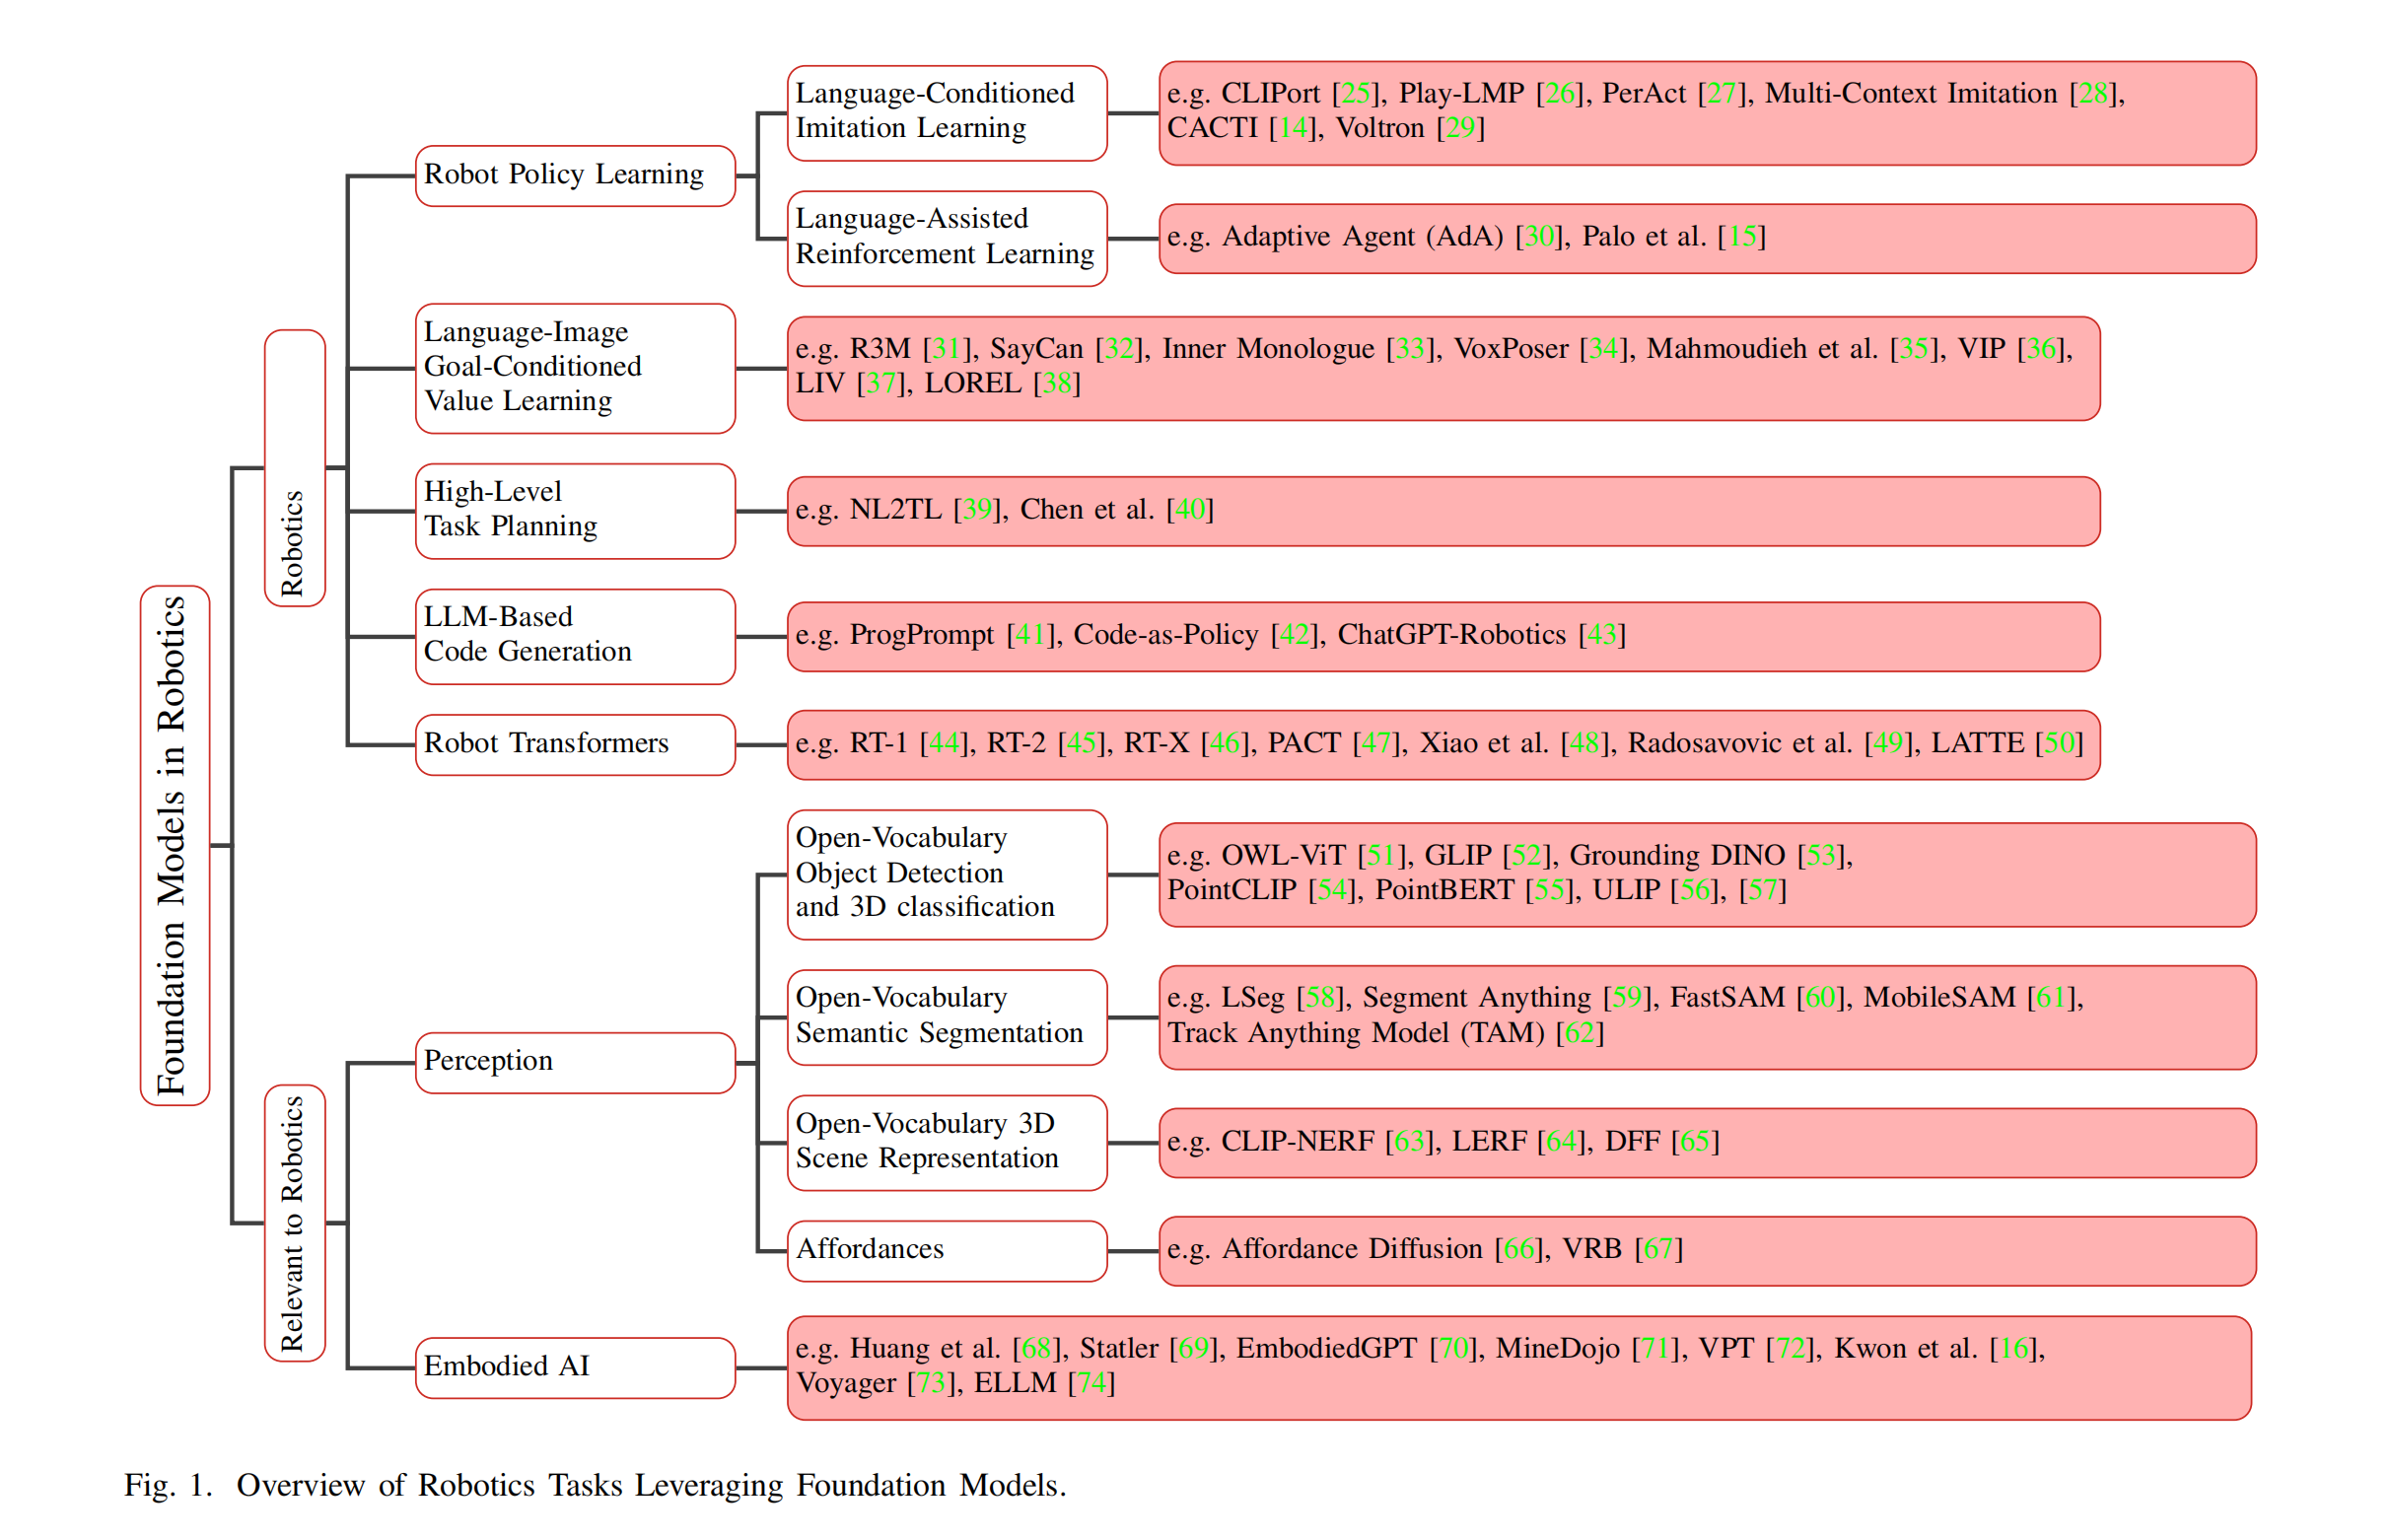 Foundation Models in Robotics
Robotics
Robot Policy Learning
Language-Conditioned
Imitation Learning
e.g. CLIPort [25], Play-LMP [26], PerAct [27], Multi-Context Imitation [28],
CACTI [14], Voltron [29]
Language-Assisted
Reinforcement Learning
e.g. Adaptive Agent (AdA) [30], Palo et al. [15]
Language-Image
Goal-Conditioned
Value Learning
e.g. R3M [31], SayCan [32], Inner Monologue [33], VoxPoser [34], Mahmoudieh et al. [35], VIP [36],
LIV [37], LOREL [38]
High-Level
Task Planning
e.g. NL2TL [39], Chen et al. [40]
LLM-Based
Code Generation
e.g. ProgPrompt [41], Code-as-Policy [42], ChatGPT-Robotics [43]
Robot Transformers
e.g. RT-1 [44], RT-2 [45], RT-X [46], PACT [47], Xiao et al. [48], Radosavovic et al. [49], LATTE [50]
Relevant to Robotics
Perception
Open-Vocabulary
Object Detection
and 3D classification
e.g. OWL-ViT [51], GLIP [52], Grounding DINO [53],
PointCLIP [54], PointBERT [55], ULIP [56], [57]
Open-Vocabulary
Semantic Segmentation
e.g. LSeg [58], Segment Anything [59], FastSAM [60], MobileSAM [61],
Track Anything Model (TAM) [62]
Open-Vocabulary 3D
Scene Representation
e.g. CLIP-NERF [63], LERF [64], DFF [65]
Affordances
e.g. Affordance Diffusion [66], VRB [67]
Embodied AI
e.g. Huang et al. [68], Statler [69], EmbodiedGPT [70], MineDojo [71], VPT [72], Kwon et al. [16],
Voyager [73], ELLM [74]
Fig. 1. Overview of Robotics Tasks Leveraging Foundation Models.